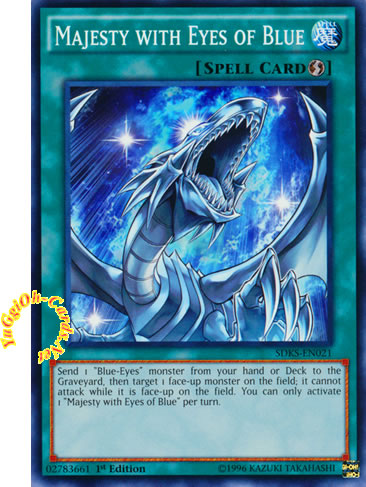 MAJESTY WITH EYES OF BLUE
魔
[SPELL CARD]
YuGiOh-Cards.Net
SDKS-EN021
Send 1 "Blue-Eyes" monster from your hand or Deck to the
Graveyard, then target 1 face-up monster on the field; it cannot
attack while it is face-up on the field. You can only activate
1 "Majesty with Eyes of Blue" per turn.
02783661 1st Edition
©1996 KAZUKI TAKAHASHI